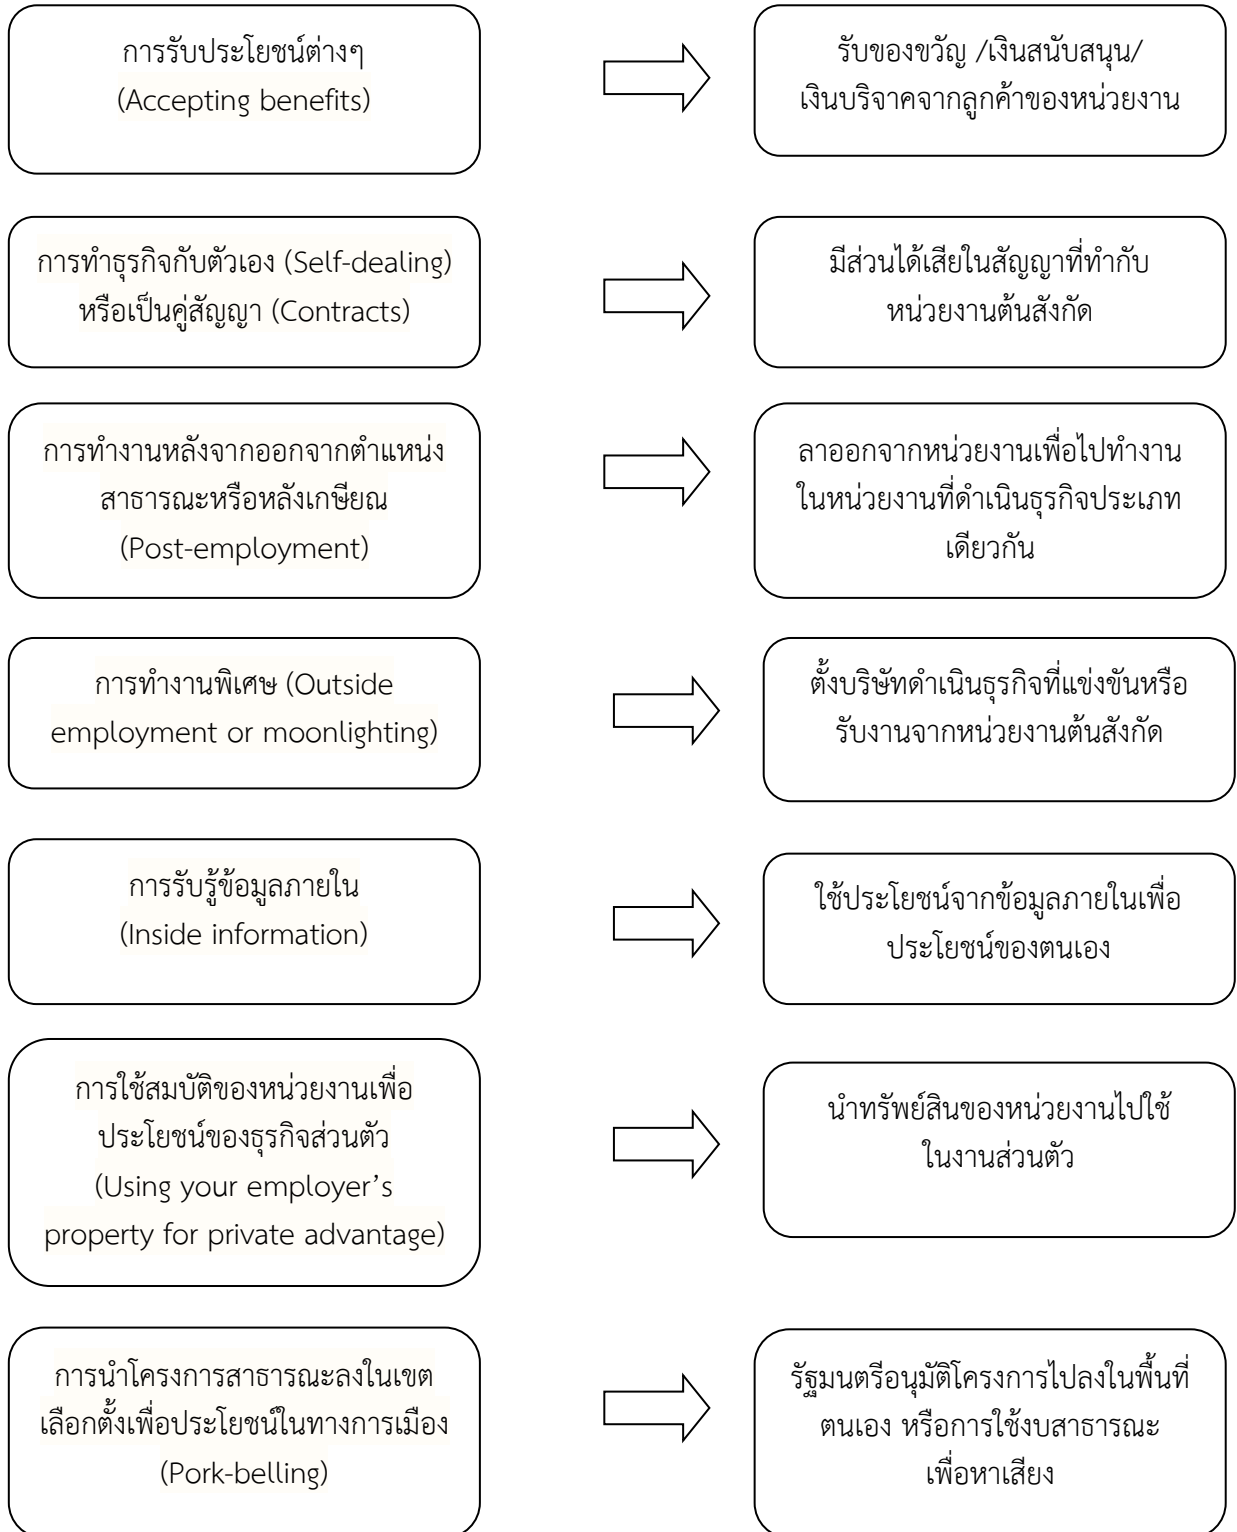 การรับประโยชน์ต่างๆ
(Accepting benefits)
รับของขวัญ /เงินสนับสนุน/
เงินบริจาคจากลูกค้าของหน่วยงาน
การทำธุรกิจกับตัวเอง (Self-dealing)
หรือเป็นคู่สัญญา (Contracts)
มีส่วนได้เสียในสัญญาที่ทำกับ
หน่วยงานต้นสังกัด
การทำงานหลังจากออกจากตำแหน่ง
สาธารณะหรือหลังเกษียณ
(Post-employment)
ลาออกจากหน่วยงานเพื่อไปทำงาน
ในหน่วยงานที่ดำเนินธุรกิจประเภท
เดียวกัน
การทำงานพิเศษ (Outside
employment or moonlighting)
ตั้งบริษัทดำเนินธุรกิจที่แข่งขันหรือ
รับงานจากหน่วยงานต้นสังกัด
การรับรู้ข้อมูลภายใน
(Inside information)
ใช้ประโยชน์จากข้อมูลภายในเพื่อ
ประโยชน์ของตนเอง
การใช้สมบัติของหน่วยงานเพื่อ
ประโยชน์ของธุรกิจส่วนตัว
(Using your employer’s
property for private advantage)
นำทรัพย์สินของหน่วยงานไปใช้
ในงานส่วนตัว
การนำโครงการสาธารณะลงในเขต
เลือกตั้งเพื่อประโยชน์ในทางการเมือง
(Pork-belling)
รัฐมนตรีอนุมัติโครงการไปลงในพื้นที่
ตนเอง หรือการใช้งบสาธารณะ
เพื่อหาเสียง